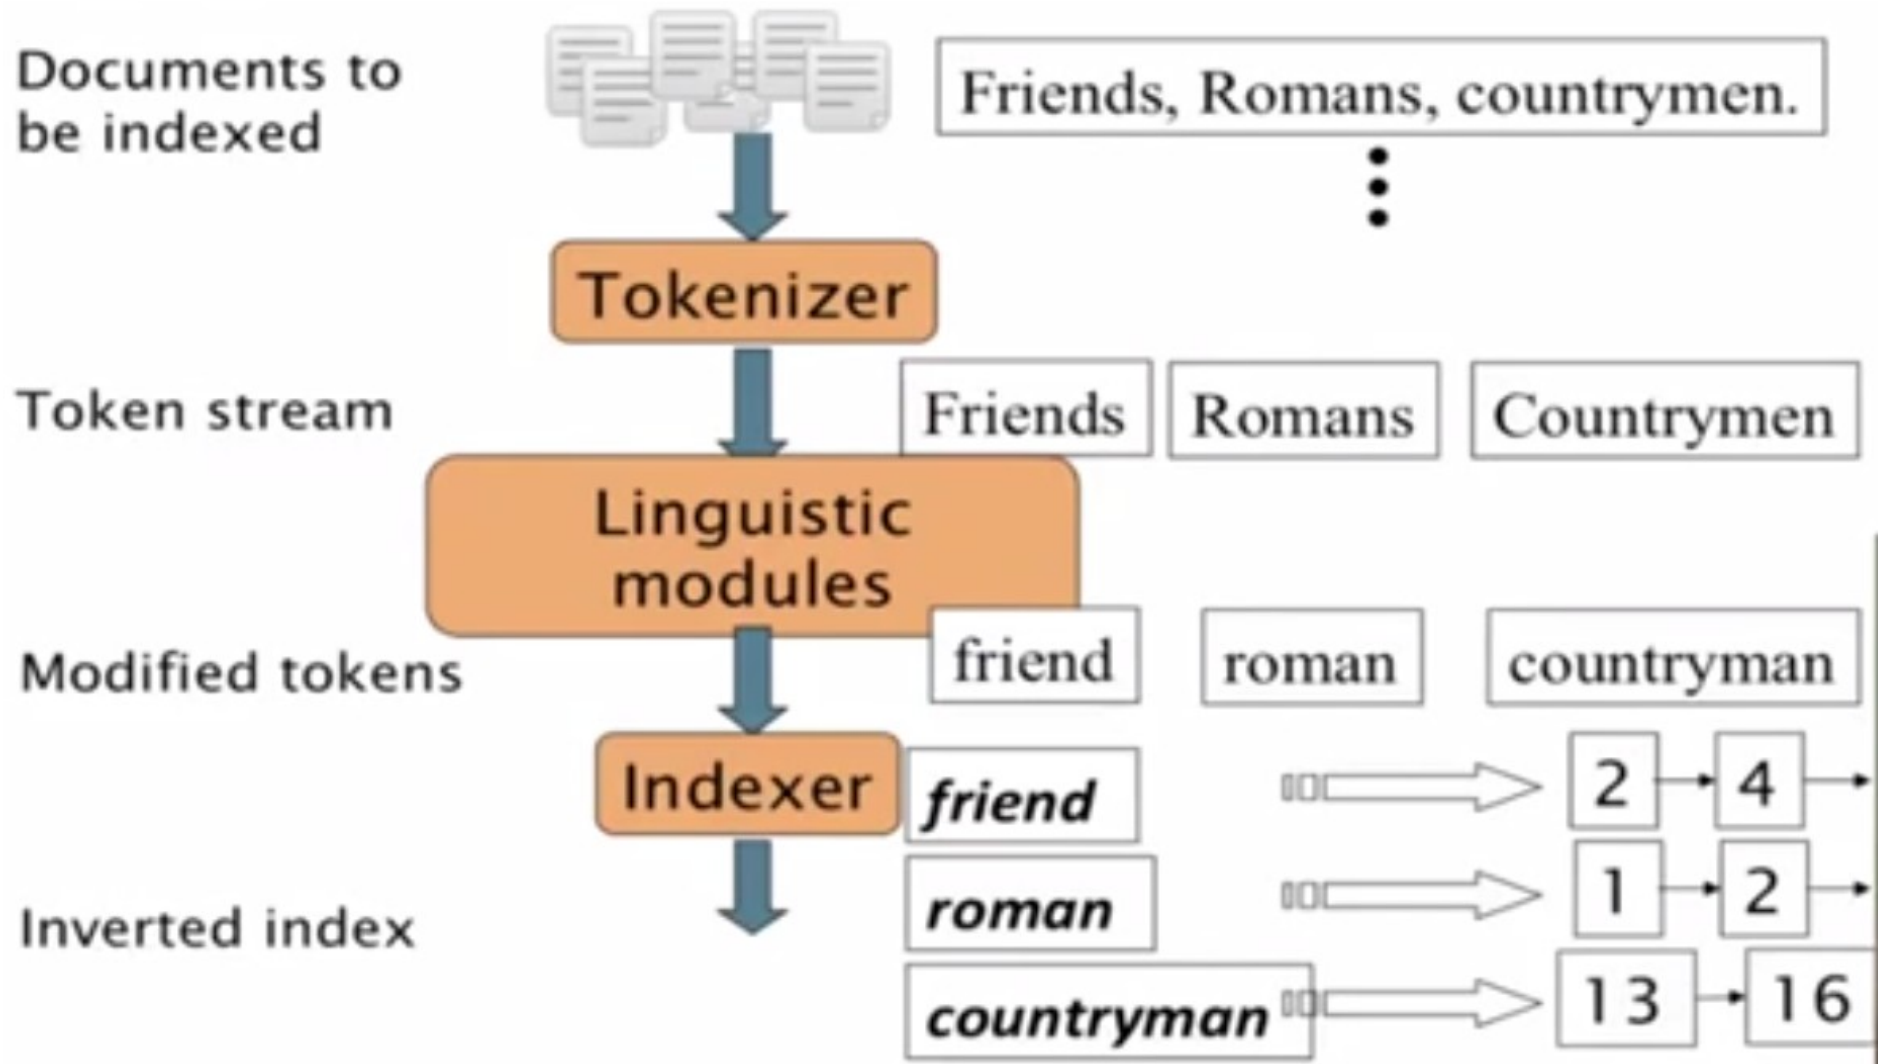 Documents to
be indexed
Friends, Romans, countrymen.
Tokenizer
Token stream
Friends
Romans
Countrymen
Linguistic
modules
Modified tokens
friend
roman
countryman
Indexer
friend
2
4
roman
1
2
Inverted index
countryman
13
16